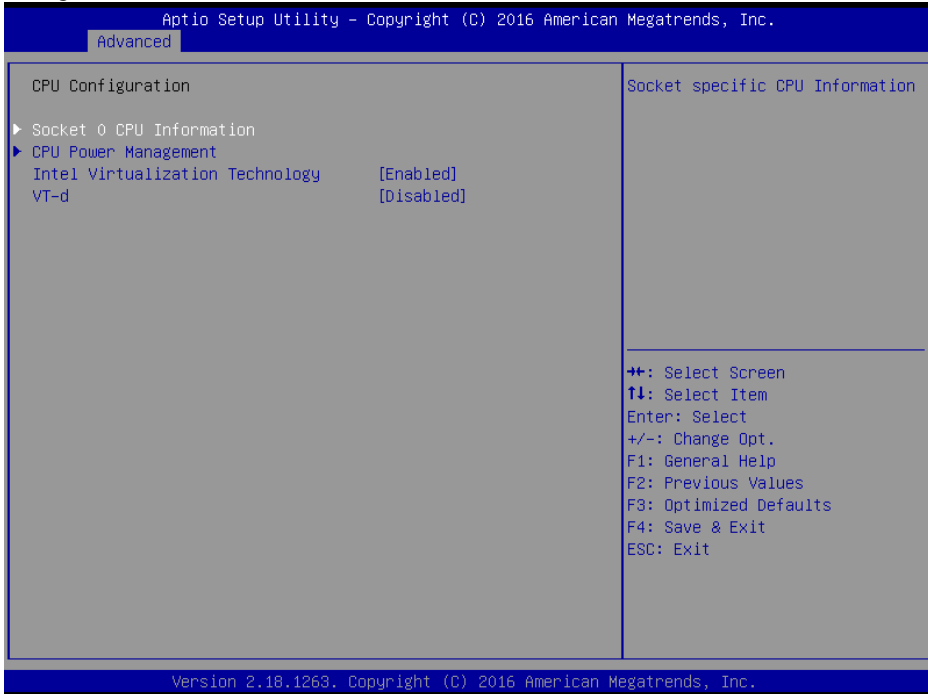 Aptio Setup Utility – Copyright (C) 2016 American Megatrends, Inc.
Advanced
CPU Configuration
Socket 0 CPU Information
CPU Power Management
Intel Virtualization Technology [Enabled]
VT-d [Disabled]
Socket specific CPU Information
→←: Select Screen
↑↓: Select Item
Enter: Select
+/-: Change Opt.
F1: General Help
F2: Previous Values
F3: Optimized Defaults
F4: Save & Exit
ESC: Exit
Version 2.18.1263. Copyright (C) 2016 American Megatrends, Inc.